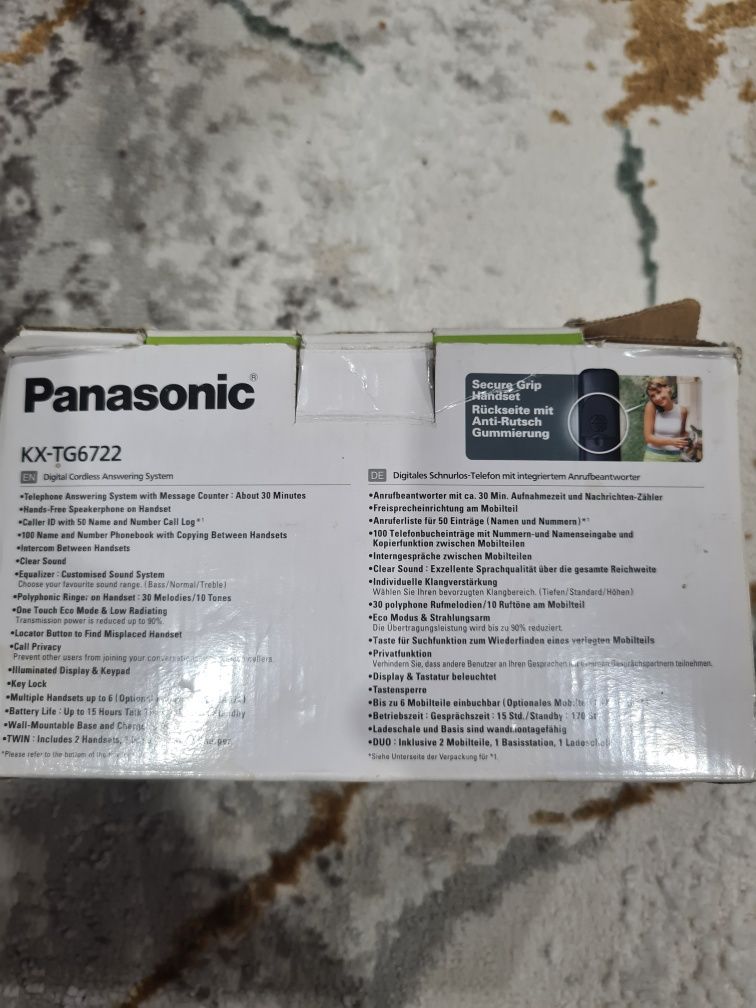 Panasonic®
KX-TG6722
EN Digital Cordless Answering System
•Telephone Answering System with Message Counter : About 30 Minutes
•Hands-Free Speakerphone on Handset
•Caller ID with 50 Name and Number Call Log*¹
•100 Name and Number Phonebook with Copying Between Handsets
•Intercom Between Handsets
•Clear Sound
•Equalizer : Customised Sound System
Choose your favourite sound range. (Bass/Normal/Treble)
•Polyphonic Ringer on Handset : 30 Melodies/10 Tones
•One Touch Eco Mode & Low Radiating
Transmission power is reduced up to 90%.
•Locator Button to Find Misplaced Handset
•Call Privacy
Prevent other users from joining your
•Illuminated Display & Keypad
•Key Lock
•Multiple Handsets up to 6
•Battery Life : Up to 15 Hours Talk
•Wall-Mountable Base and
•TWIN : Includes 2 Handsets,
*Please refer to the bottom of the
Secure Grip
Handset
Rückseite mit
Anti-Rutsch
Gummierung
DE Digitales Schnurlos-Telefon mit integriertem Anrufbeantworter
•Anrufbeantworter mit ca. 30 Min. Aufnahmezeit und Nachrichten-Zähler
•Freisprecheinrichtung am Mobilteil
•Anruferliste für 50 Einträge (Namen und Nummern)*¹
•100 Telefonbucheinträge mit Nummern-und Namenseingabe und
Kopierfunktion zwischen Mobilteilen
•Interngespräche zwischen Mobilteilen
•Clear Sound : Exzellente Sprachqualität über die gesamte Reichweite
•Individuelle Klangverstärkung
Wählen Sie Ihren bevorzugten Klangbereich. (Tiefen/Standard/Höhen)
•30 polyphone Rufmelodien/10 Ruftöne am Mobilteil
•Eco Modus & Strahlungsarm
Die Übertragungsleistung wird bis zu 90% reduziert.
•Taste für Suchfunktion zum Wiederfinden eines verlegten Mobilteils
•Privatfunktion
Verhindern Sie, dass andere Benutzer an Ihren Gesprächen Gesprächspartnern teilnehmen.
•Display & Tastatur beleuchtet
•Tastensperre
•Bis zu 6 Mobilteile einbuchbar (Optionales
•Betriebszeit : Gesprächszeit : 15 Std./Standby : 170
•Ladeschale und Basis sind wandmontagefähig
•DUO : Inklusive 2 Mobilteile, 1 Basisstation, 1
*Siehe Unterseite der Verpackung für *1.